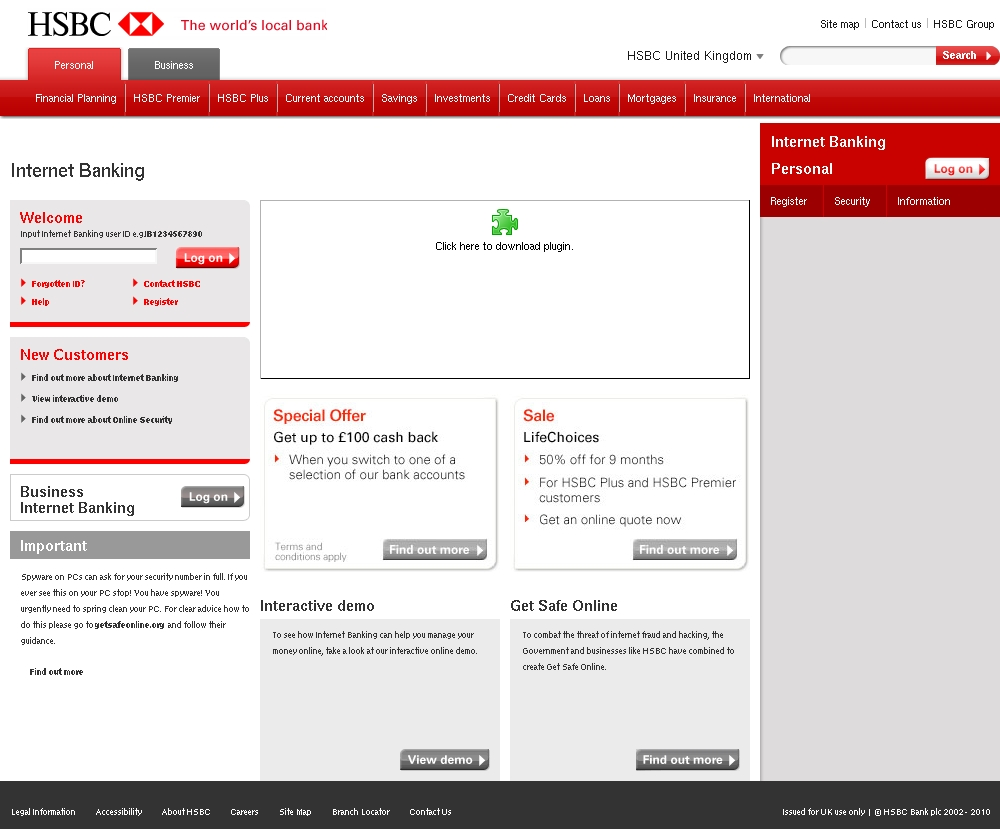 HSBC The world's local bank
Site map Contact us HSBC Group
HSBC United Kingdom Search
Personal Business
Financial Planning HSBC Premier HSBC Plus Current accounts Savings Investments Credit Cards Loans Mortgages Insurance International
Internet Banking
Welcome
Input Internet Banking user ID e.g.IB1234567890
Log on
Forgotten ID? Contact HSBC
Help Register
New Customers
Find out more about Internet Banking
View interactive demo
Find out more about Online Security
Business
Internet Banking
Log on
Important
Spyware on PCs can ask for your security number in full. If you
ever see this on your PC stop! You have spyware! You
urgently need to spring clean your PC. For clear advice how to
do this please go to getsafeonline.org and follow their
guidance.
Find out more
Click here to download plugin.
Special Offer
Get up to £100 cash back
When you switch to one of a
selection of our bank accounts
Terms and
conditions apply
Find out more
Sale
LifeChoices
50% off for 9 months
For HSBC Plus and HSBC Premier
customers
Get an online quote now
Find out more
Interactive demo
To see how Internet Banking can help you manage your
money online, take a look at our interactive online demo.
View demo
Get Safe Online
To combat the threat of internet fraud and hacking, the
Government and businesses like HSBC have combined to
create Get Safe Online.
Find out more
Internet Banking
Personal
Log on
Register Security Information
Legal Information Accessibility About HSBC Careers Site Map Branch Locator Contact Us
Issued for UK use only | © HSBC Bank plc 2002 - 2010